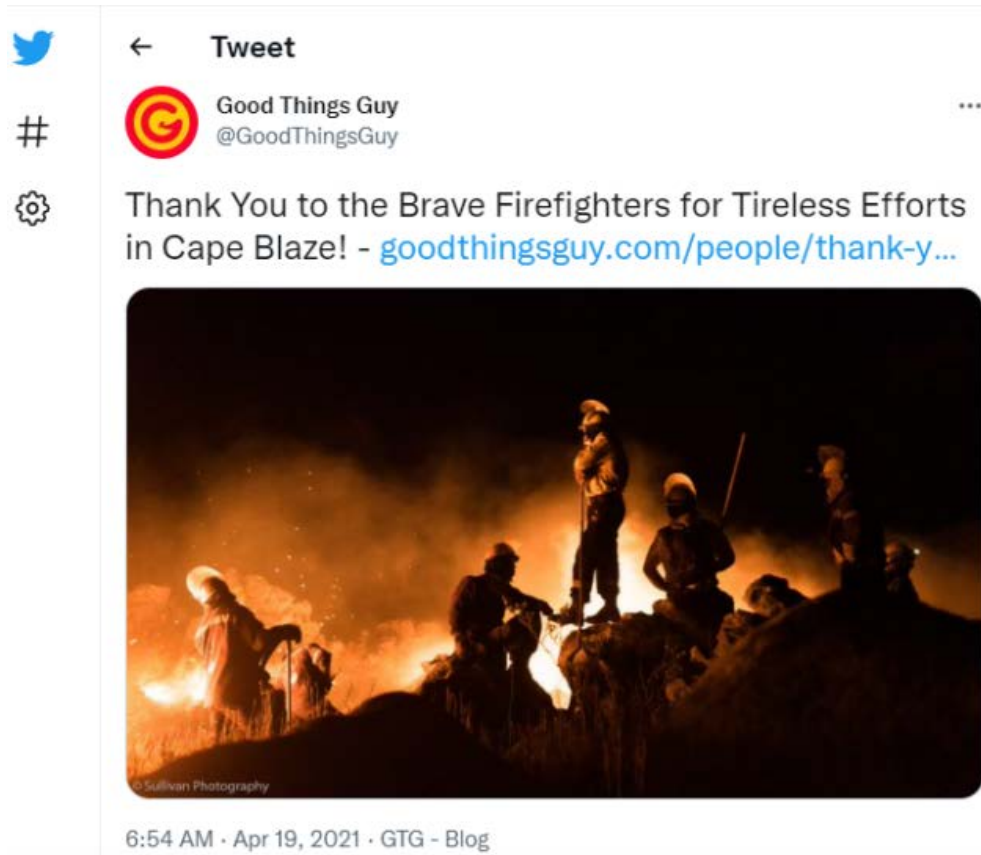 Tweet
Good Things Guy
@GoodThingsGuy
Thank You to the Brave Firefighters for Tireless Efforts
in Cape Blaze! - goodthingsguy.com/people/thank-y...
© Sullivan Photography
6:54 AM · Apr 19, 2021 · GTG - Blog